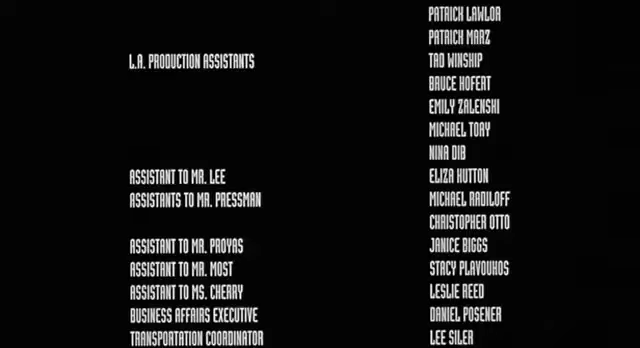 PATRICK LAWLOR
PATRICK MARZ
L.A. PRODUCTION ASSISTANTS TAD WINSHIP
BRUCE HOFERT
EMILY ZALENSKI
MICHAEL TORY
NINA DIB
ASSISTANT TO MR. LEE ELIZA HUTTON
ASSISTANTS TO MR. PRESSMAN MICHAEL RADILOFF
CHRISTOPHER OTTO
ASSISTANT TO MR. PROYAS JANICE BIGGS
ASSISTANT TO MR. MOST STACY PLAVOUKOS
ASSISTANT TO MS. CHERRY LESLIE REED
BUSINESS AFFAIRS EXECUTIVE DANIEL POSENER
TRANSPORTATION COORDINATOR LEE SILER